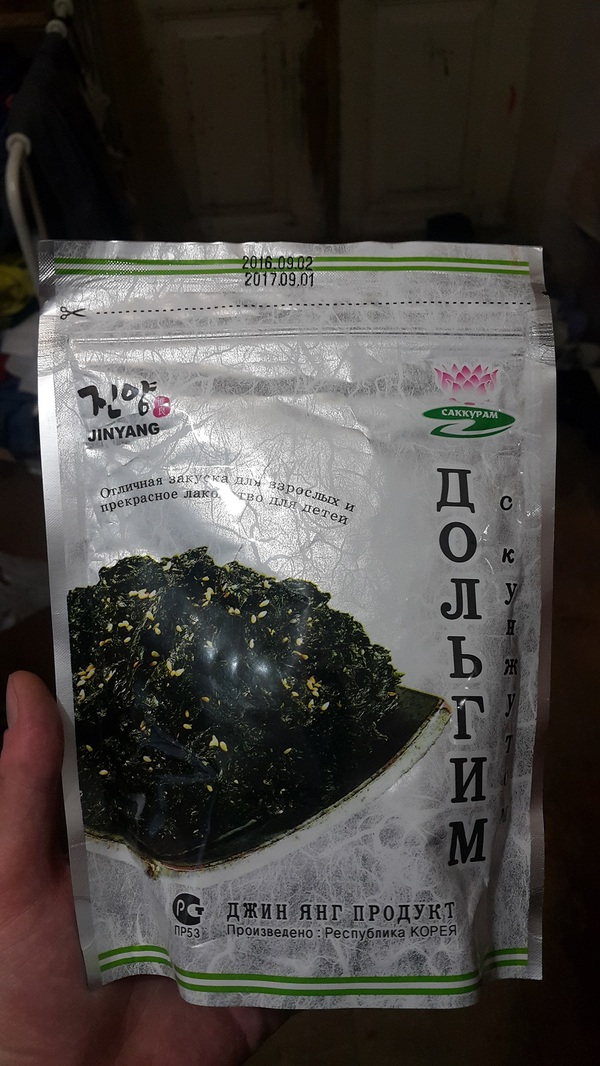 2016.09.02
2017.09.01
진양
JINYANG
САККУРАМ
Отличная закуска для взрослых и
прекрасное для детей
ДОЛЬГИМ
с кунжутом
РС
ПР53
ДЖИН ЯНГ ПРОДУКТ
Произведено : Республика КОРЕЯ